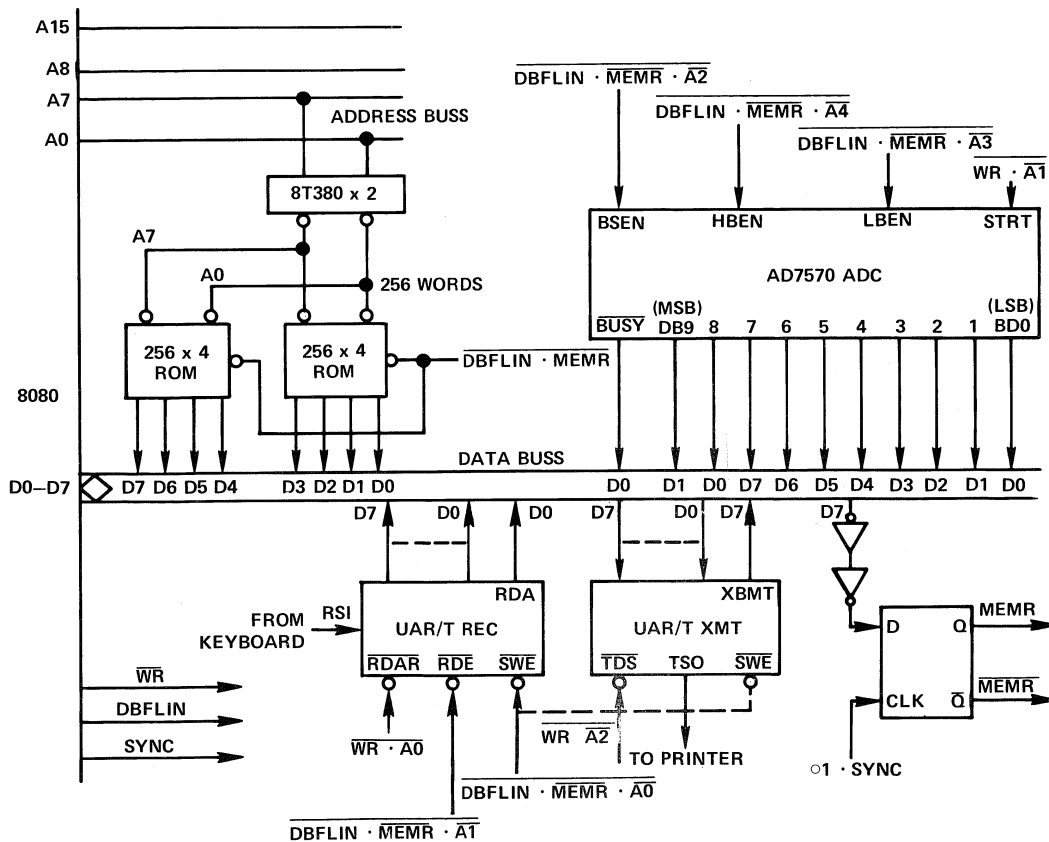 A15
A8
A7
A0
ADDRESS BUSS
8T380 x 2
A7
A0
256 WORDS
256 x 4
ROM
256 x 4
ROM
DBFLIN · MEMR
8080
DBFLIN · MEMR · A2
DBFLIN · MEMR · A4
DBFLIN · MEMR · A3
WR · A1
BSEN HBEN LBEN STRT
AD7570 ADC
(MSB) (LSB)
BUSY DB9 8 7 6 5 4 3 2 1 BD0
DATA BUSS
D0–D7 D7 D6 D5 D4 D3 D2 D1 D0 D0 D1 D0 D7 D6 D5 D4 D3 D2 D1 D0
D7 D0 D0 D7 D0 D7 D7
RDA
FROM
KEYBOARD
RSI
UAR/T REC
RDAR RDE SWE
XBMT
UAR/T XMT
TDS TSO SWE
D Q
CLK Q
MEMR
MEMR
WR
DBFLIN
SYNC
WR · A0
WR A2
TO PRINTER
○1 · SYNC
DBFLIN · MEMR · A0
DBFLIN · MEMR · A1